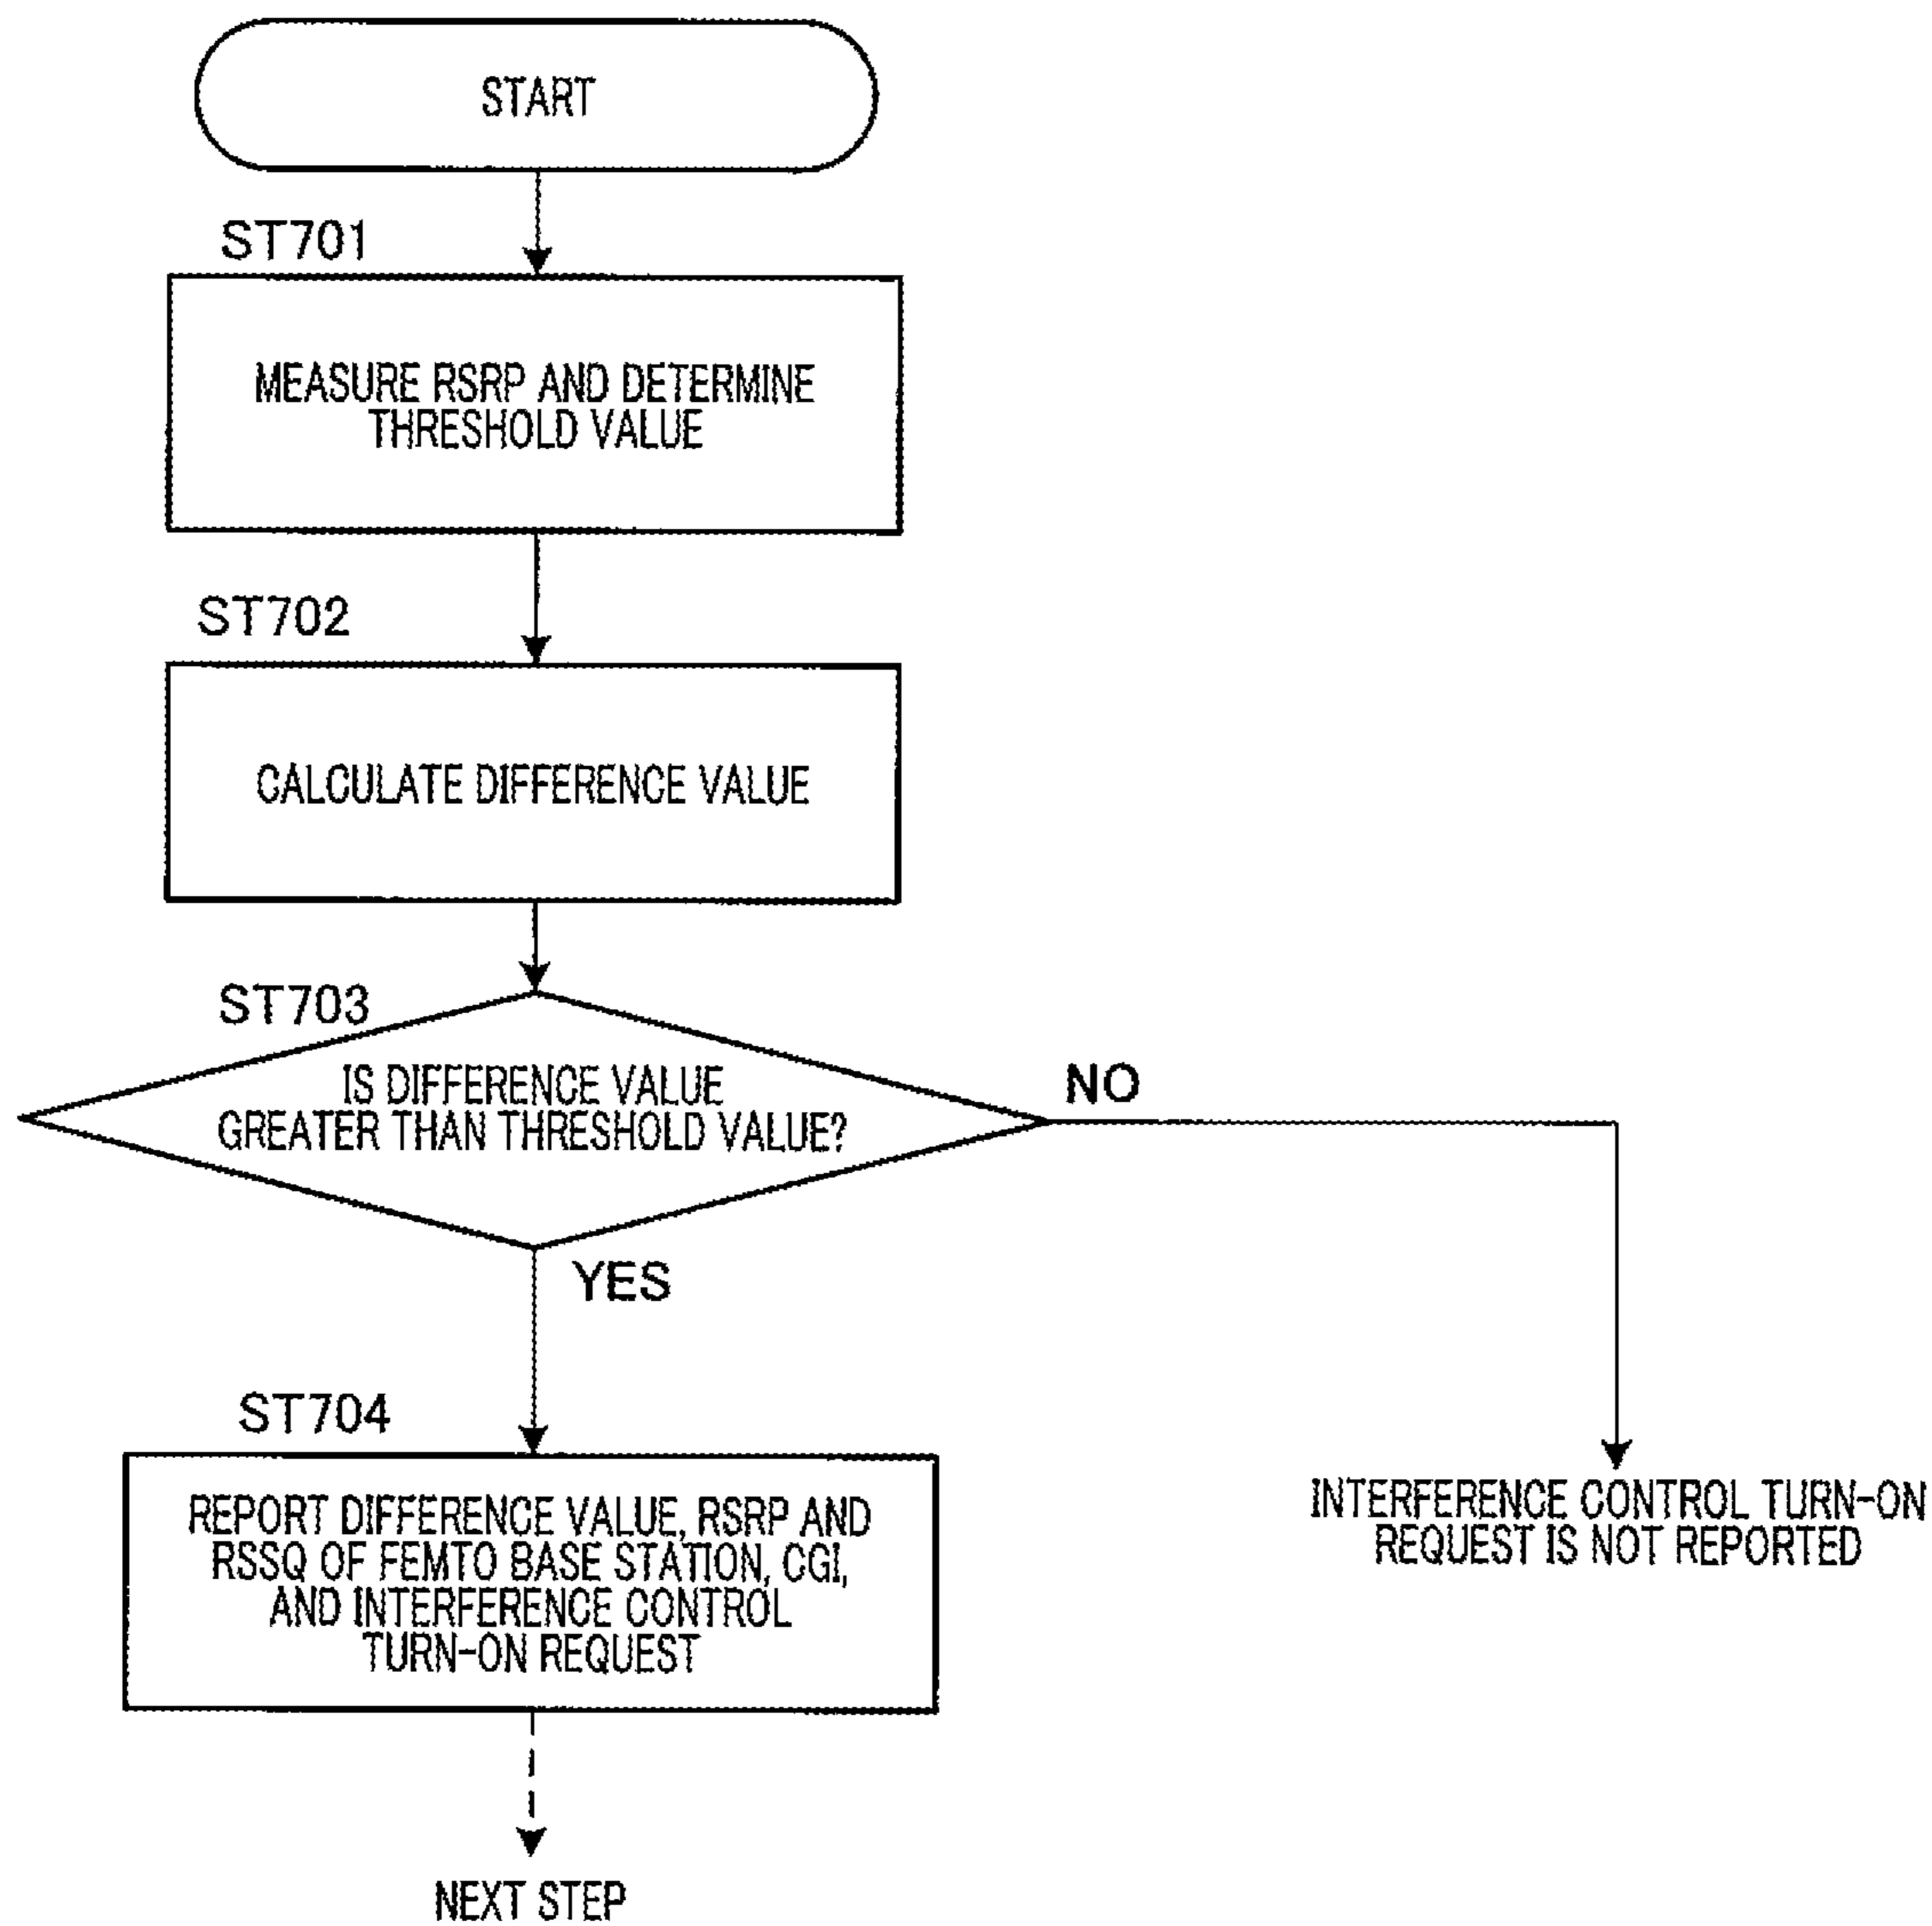 START
ST701
MEASURE RSRP AND DETERMINE
THRESHOLD VALUE
ST702
CALCULATE DIFFERENCE VALUE
ST703
IS DIFFERENCE VALUE
GREATER THAN THRESHOLD VALUE?
NO
YES
ST704
REPORT DIFFERENCE VALUE, RSRP AND
RSSQ OF FEMTO BASE STATION, CGI,
AND INTERFERENCE CONTROL
TURN-ON REQUEST
INTERFERENCE CONTROL TURN-ON
REQUEST IS NOT REPORTED
NEXT STEP